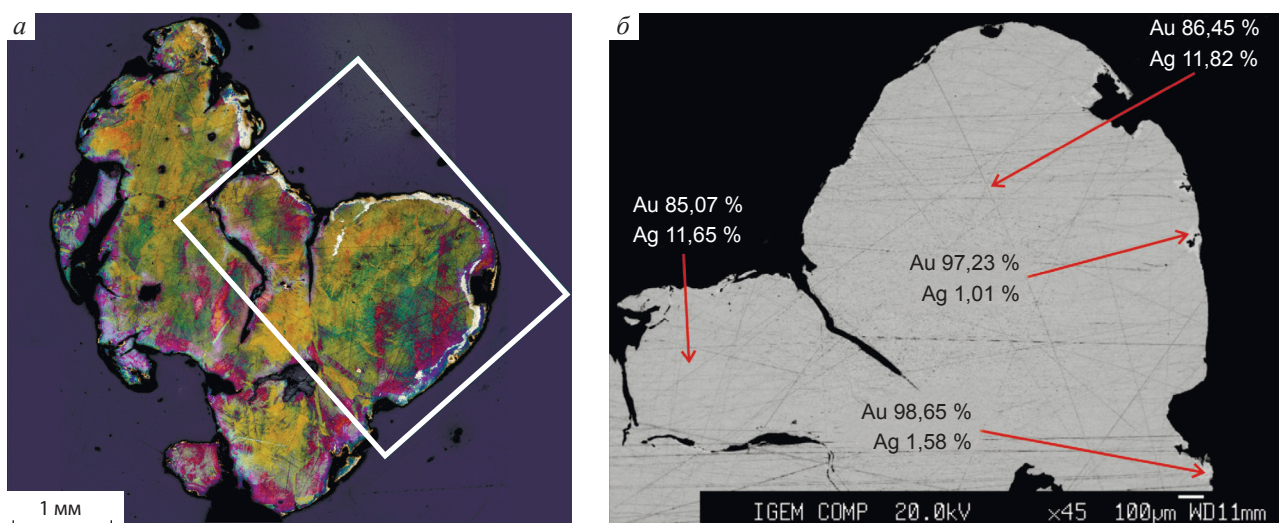 а
1 мм
б
Au 86,45 %
Ag 11,82 %
Au 85,07 %
Ag 11,65 %
Au 97,23 %
Ag 1,01 %
Au 98,65 %
Ag 1,58 %
IGEM COMP 20.0kV ×45 100µm WD11mm